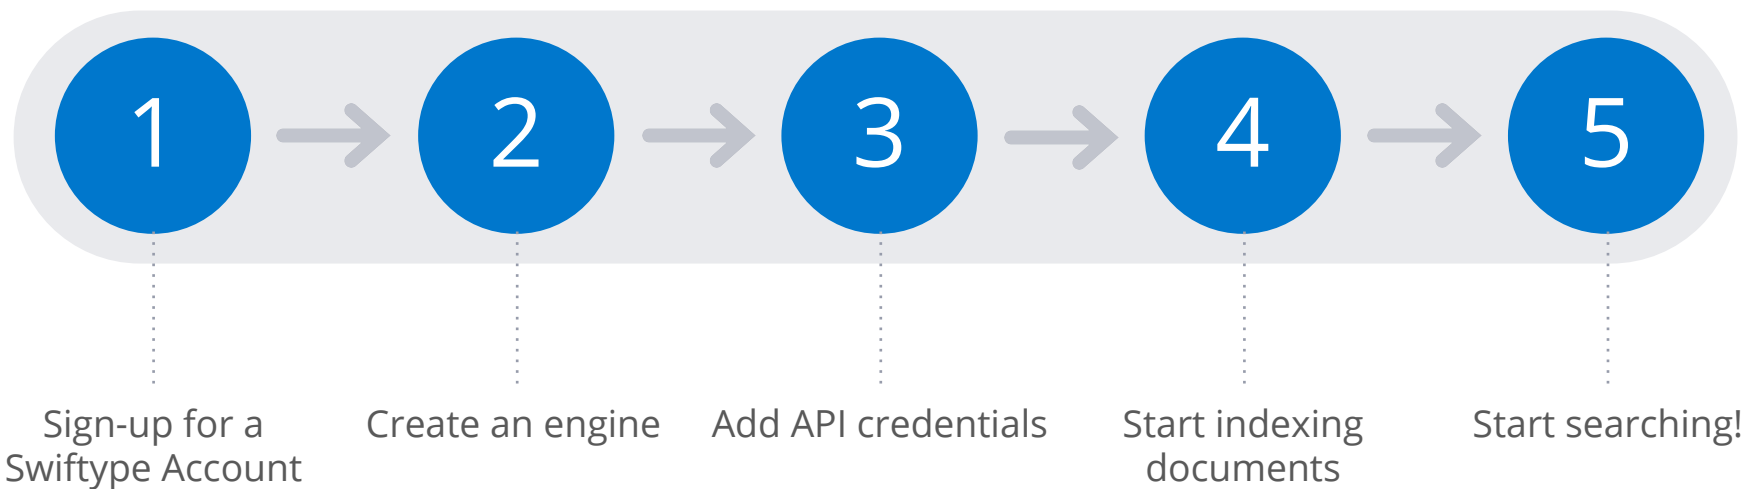 1
2
3
4
5
Sign-up for a
Swiftype Account
Create an engine
Add API credentials
Start indexing
documents
Start searching!